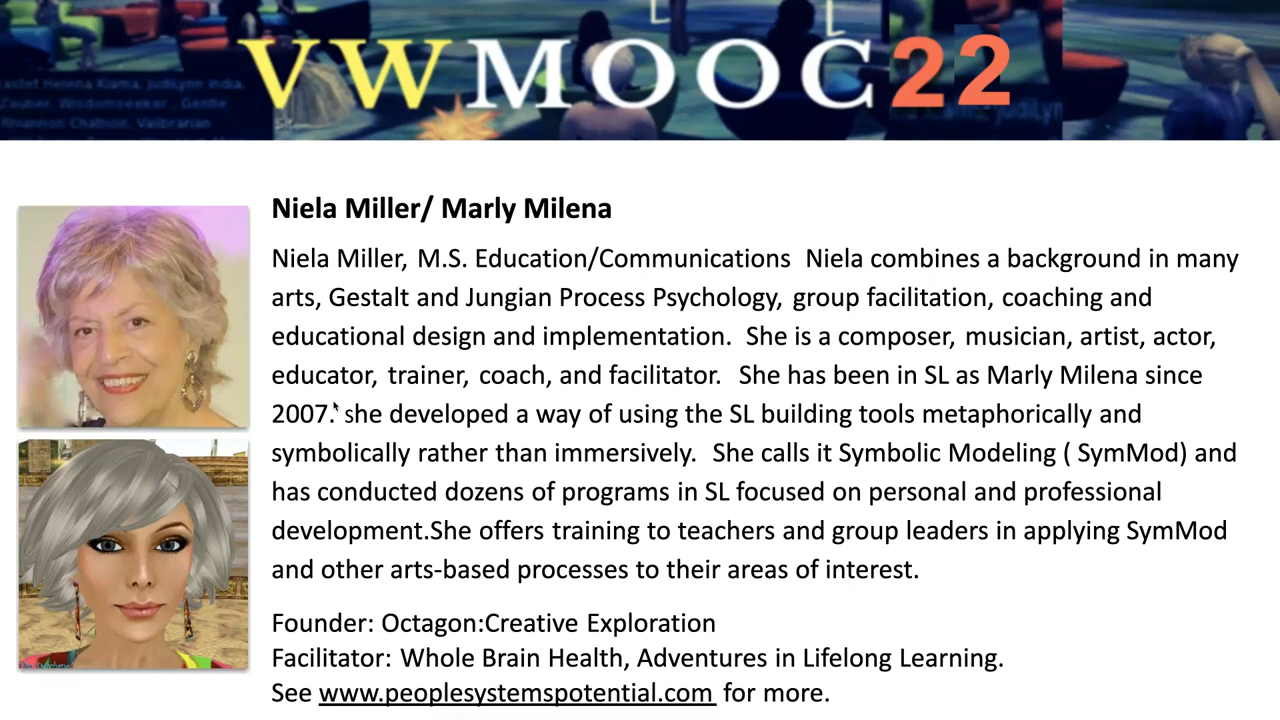 VWMOOC22
Zauber, Wisdomseeker, Gentle
Rhiannon Chatnoir, Valibrarian
Niela Miller/ Marly Milena
Niela Miller, M.S. Education/Communications Niela combines a background in many
arts, Gestalt and Jungian Process Psychology, group facilitation, coaching and
educational design and implementation. She is a composer, musician, artist, actor,
educator, trainer, coach, and facilitator. She has been in SL as Marly Milena since
2007. she developed a way of using the SL building tools metaphorically and
symbolically rather than immersively. She calls it Symbolic Modeling ( SymMod) and
has conducted dozens of programs in SL focused on personal and professional
development.She offers training to teachers and group leaders in applying SymMod
and other arts-based processes to their areas of interest.
Founder: Octagon:Creative Exploration
Facilitator: Whole Brain Health, Adventures in Lifelong Learning.
See www.peoplesystemspotential.com for more.